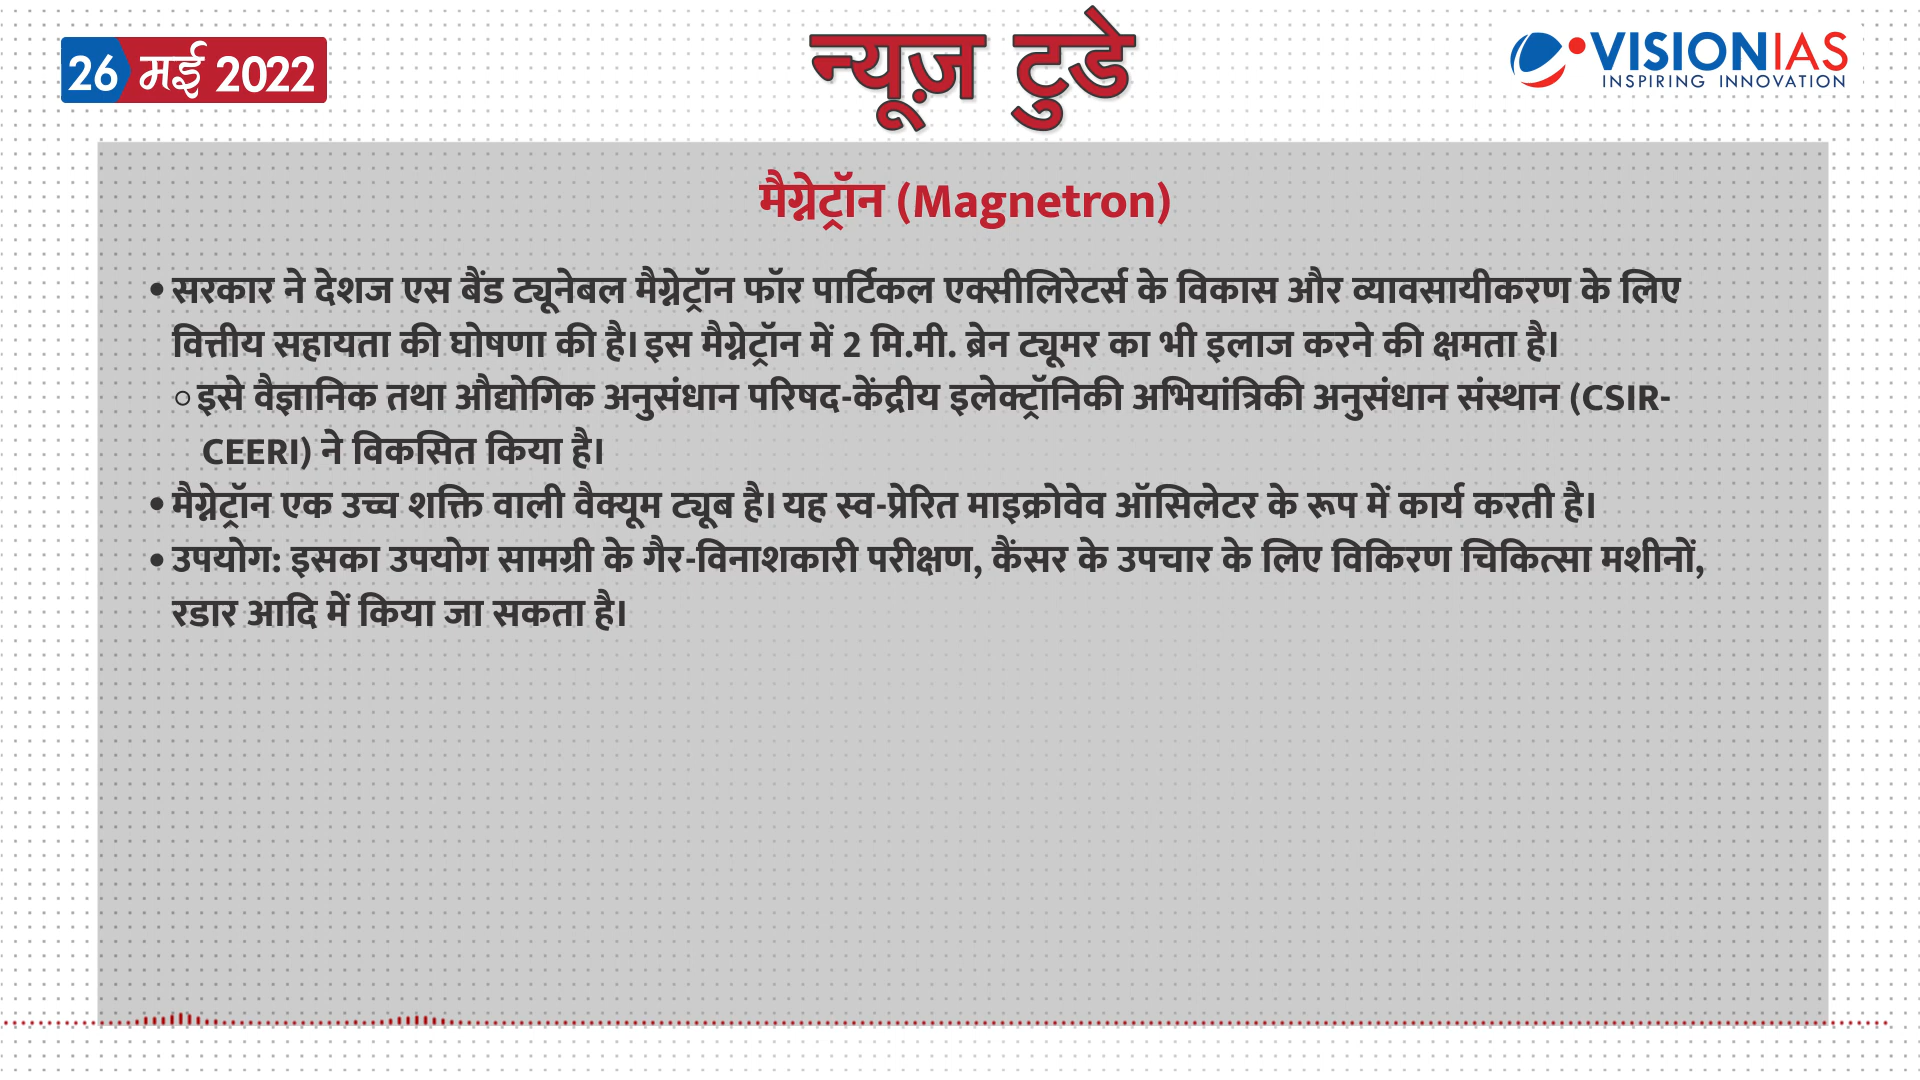 26 मई 2022
न्यूज़ टुडे
VISIONIAS
INSPIRING INNOVATION
मैग्नेट्रॉन (Magnetron)
• सरकार ने देशज एस बैंड ट्यूनेबल मैग्नेट्रॉन फॉर पार्टिकल एक्सीलिरेटर्स के विकास और व्यावसायीकरण के लिए
वित्तीय सहायता की घोषणा की है। इस मैग्नेट्रॉन में 2 मि.मी. ब्रेन ट्यूमर का भी इलाज करने की क्षमता है।
○ इसे वैज्ञानिक तथा औद्योगिक अनुसंधान परिषद-केंद्रीय इलेक्ट्रॉनिकी अभियांत्रिकी अनुसंधान संस्थान (CSIR-
CEERI) ने विकसित किया है।
• मैग्नेट्रॉन एक उच्च शक्ति वाली वैक्यूम ट्यूब है। यह स्व-प्रेरित माइक्रोवेव ऑसिलेटर के रूप में कार्य करती है।
• उपयोग: इसका उपयोग सामग्री के गैर-विनाशकारी परीक्षण, कैंसर के उपचार के लिए विकिरण चिकित्सा मशीनों,
रडार आदि में किया जा सकता है।